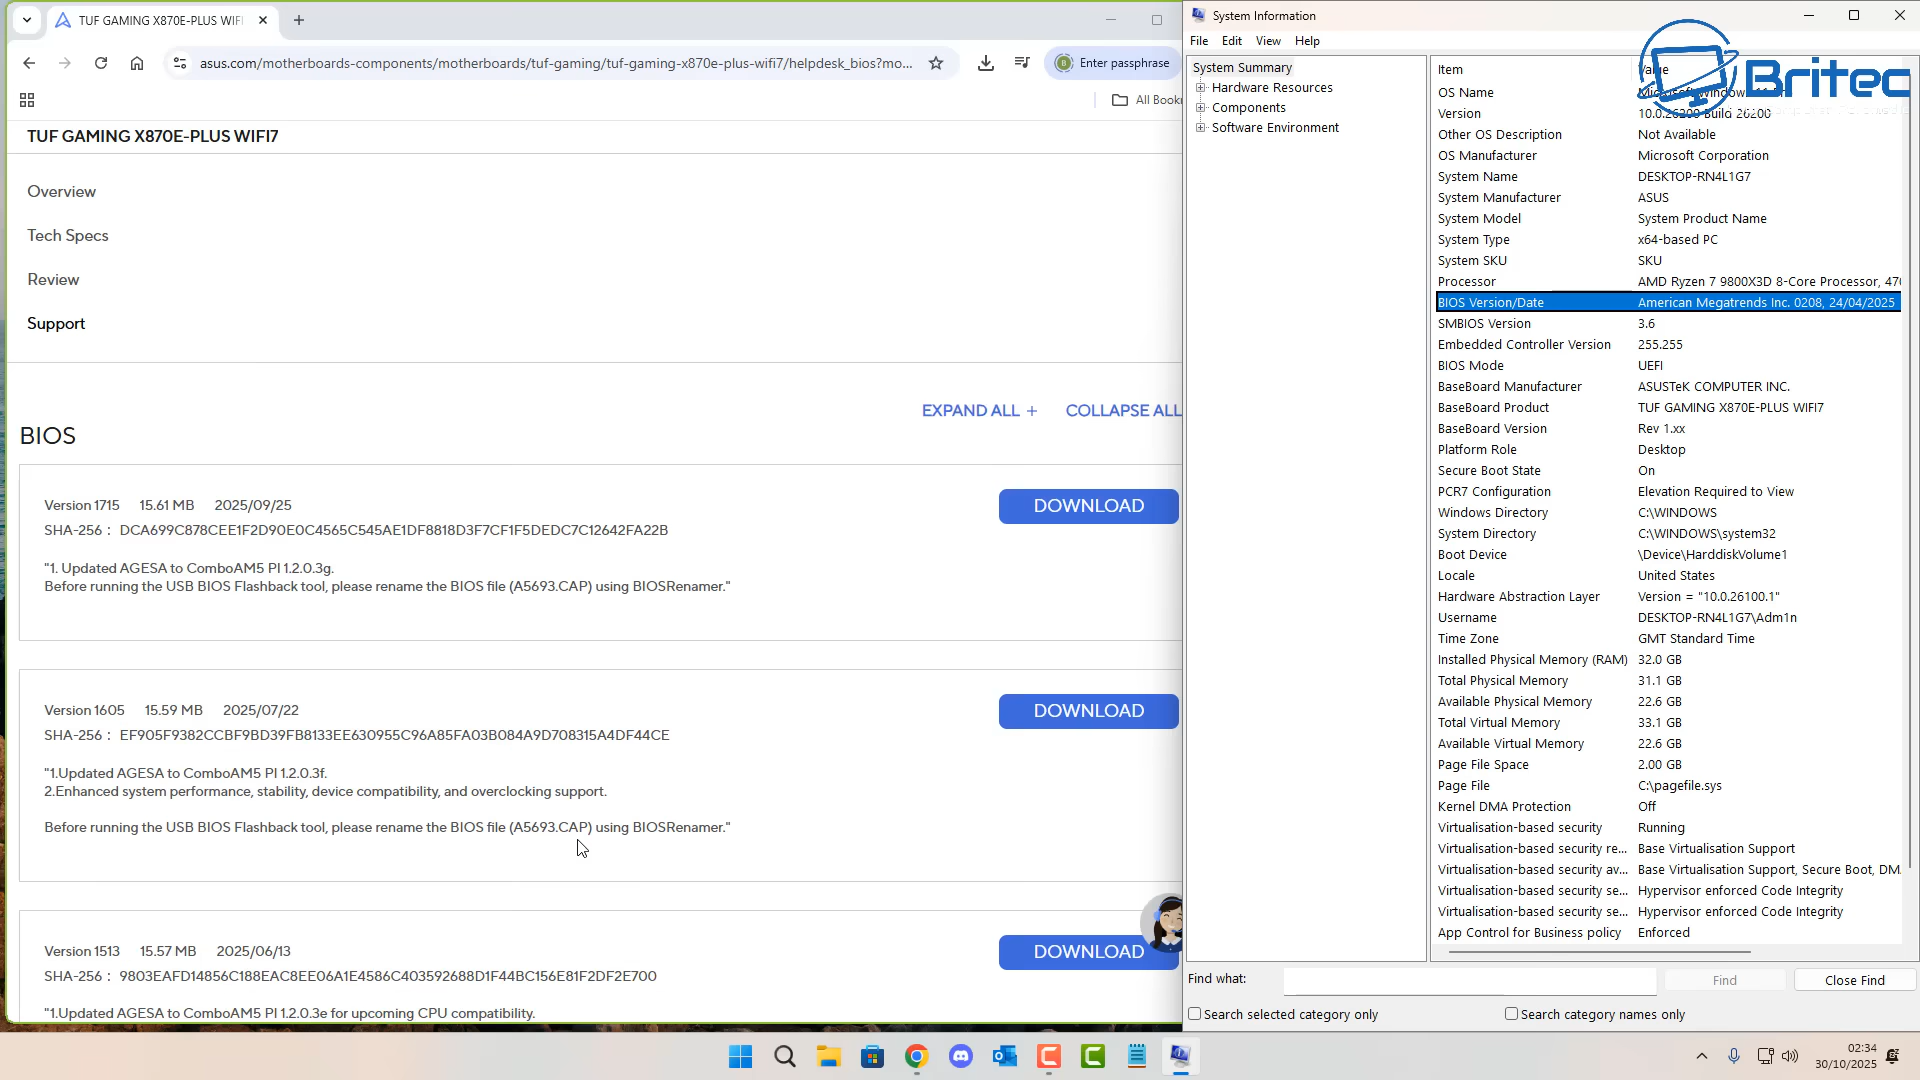 TUF GAMING X870E-PLUS WIFI
asus.com/motherboards-components/motherboards/tuf-gaming/tuf-gaming-x870e-plus-wifi7/helpdesk_bios?mo...
Enter passphrase
All Book
TUF GAMING X870E-PLUS WIFI7
Overview
Tech Specs
Review
Support
EXPAND ALL +
COLLAPSE ALL
BIOS
Version 1715 15.61 MB 2025/09/25
DOWNLOAD
SHA-256 : DCA699C878CEE1F2D90E0C4565C545AE1DF8818D3F7CF1F5DEDC7C12642FA22B
"1. Updated AGESA to ComboAM5 PI 1.2.0.3g.
Before running the USB BIOS Flashback tool, please rename the BIOS file (A5693.CAP) using BIOSRenamer."
Version 1605 15.59 MB 2025/07/22
DOWNLOAD
SHA-256 : EF905F9382CCBF9BD39FB8133EE630955C96A85FA03B084A9D708315A4DF44CE
"1.Updated AGESA to ComboAM5 PI 1.2.0.3f.
2.Enhanced system performance, stability, device compatibility, and overclocking support.
Before running the USB BIOS Flashback tool, please rename the BIOS file (A5693.CAP) using BIOSRenamer."
Version 1513 15.57 MB 2025/06/13
DOWNLOAD
SHA-256 : 9803EAFD14856C188EAC8EE06A1E4586C403592688D1F44BC156E81F2DF2E700
"1.Updated AGESA to ComboAM5 PI 1.2.0.3e for upcoming CPU compatibility.
System Information
File Edit View Help
Britec
System Summary
Hardware Resources
Components
Software Environment
Item Value
OS Name Microsoft Windows 11
Version 10.0.26200 Build 26200
Other OS Description Not Available
OS Manufacturer Microsoft Corporation
System Name DESKTOP-RN4L1G7
System Manufacturer ASUS
System Model System Product Name
System Type x64-based PC
System SKU SKU
Processor AMD Ryzen 7 9800X3D 8-Core Processor, 470
BIOS Version/Date American Megatrends Inc. 0208, 24/04/2025
SMBIOS Version 3.6
Embedded Controller Version 255.255
BIOS Mode UEFI
BaseBoard Manufacturer ASUSTeK COMPUTER INC.
BaseBoard Product TUF GAMING X870E-PLUS WIFI7
BaseBoard Version Rev 1.xx
Platform Role Desktop
Secure Boot State On
PCR7 Configuration Elevation Required to View
Windows Directory C:\WINDOWS
System Directory C:\WINDOWS\system32
Boot Device \Device\HarddiskVolume1
Locale United States
Hardware Abstraction Layer Version = "10.0.26100.1"
Username DESKTOP-RN4L1G7\Adm1n
Time Zone GMT Standard Time
Installed Physical Memory (RAM) 32.0 GB
Total Physical Memory 31.1 GB
Available Physical Memory 22.6 GB
Total Virtual Memory 33.1 GB
Available Virtual Memory 22.6 GB
Page File Space 2.00 GB
Page File C:\pagefile.sys
Kernel DMA Protection Off
Virtualisation-based security Running
Virtualisation-based security re... Base Virtualisation Support
Virtualisation-based security av... Base Virtualisation Support, Secure Boot, DM
Virtualisation-based security se... Hypervisor enforced Code Integrity
Virtualisation-based security se... Hypervisor enforced Code Integrity
App Control for Business policy Enforced
Find what:
Find
Close Find
Search selected category only
Search category names only
02:34
30/10/2025